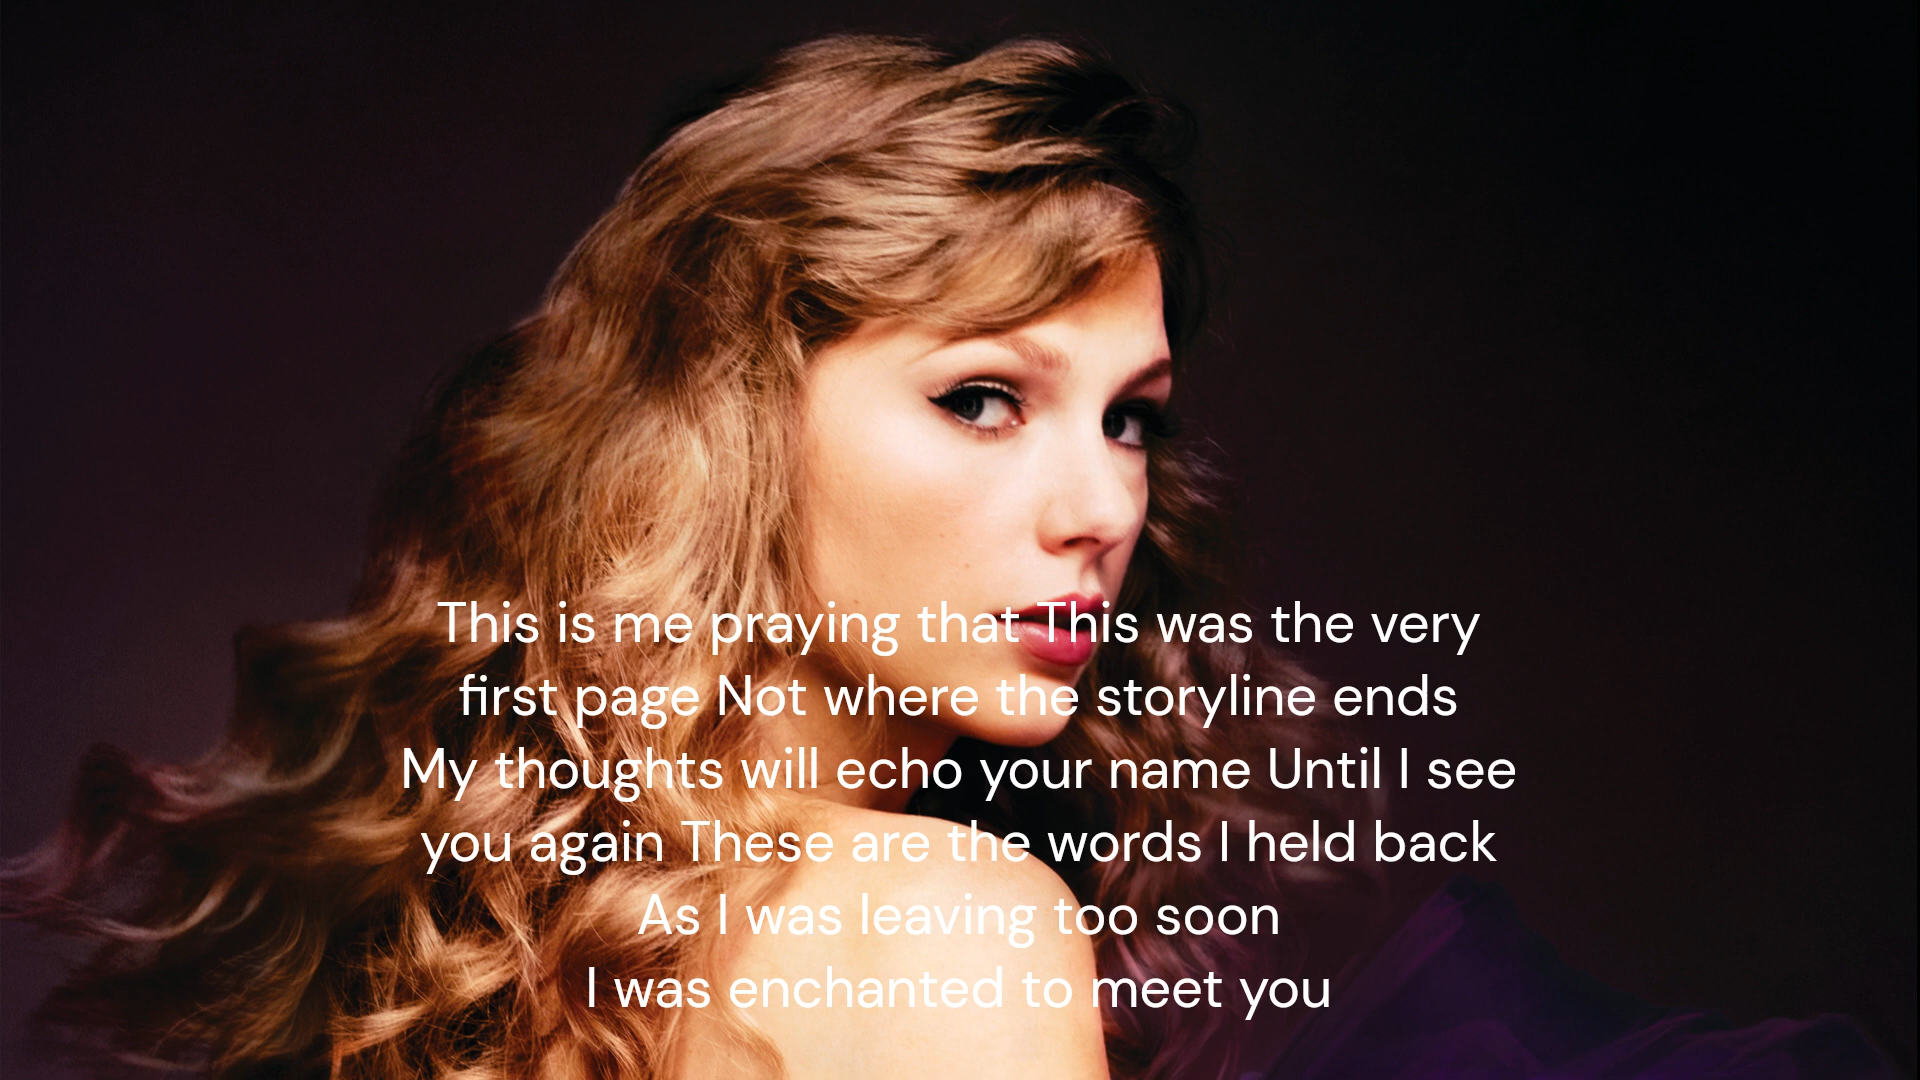 This is me praying that This was the very
first page Not where the storyline ends
My thoughts will echo your name Until I see
you again These are the words I held back
As I was leaving too soon
I was enchanted to meet you